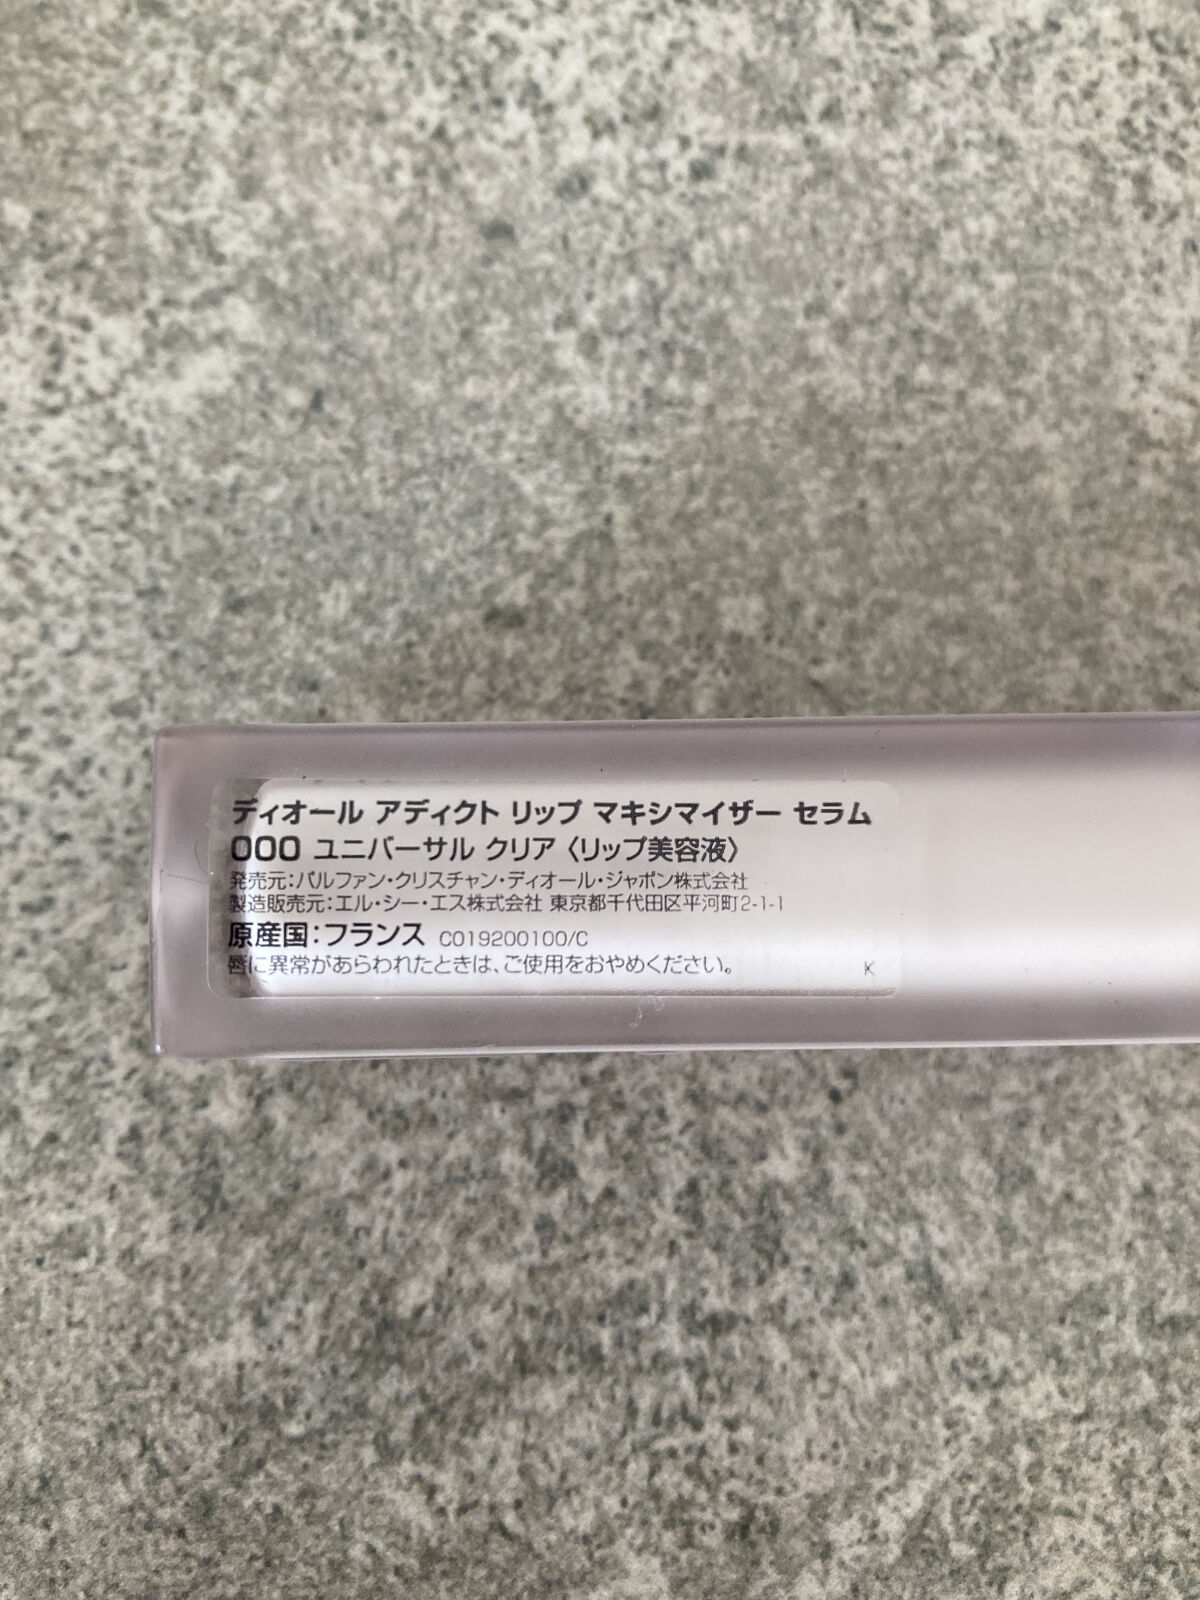 ディオール アディクト リップ マキシマイザー セラム
000 ユニバーサル クリア〈リップ美容液〉
発売元：パルファン・クリスチャン・ディオール・ジャポン株式会社
製造販売元：エル・シー・エス株式会社 東京都千代田区平河町2-1-1
原産国：フランス C019200100/C
唇に異常があらわれたときは、ご使用をおやめください。 K